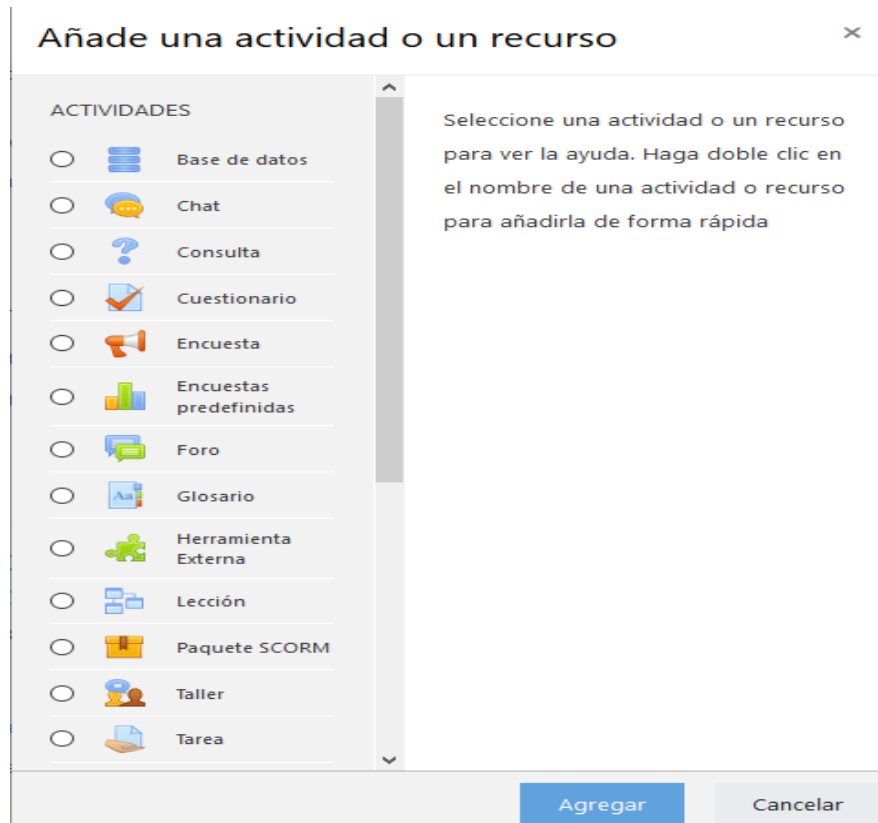 Añade una actividad o un recurso
×
ACTIVIDADES
Base de datos
Chat
Consulta
Cuestionario
Encuesta
Encuestas
predefinidas
Foro
Glosario
Herramienta
Externa
Lección
Paquete SCORM
Taller
Tarea
Seleccione una actividad o un recurso
para ver la ayuda. Haga doble clic en
el nombre de una actividad o recurso
para añadirla de forma rápida
Agregar
Cancelar